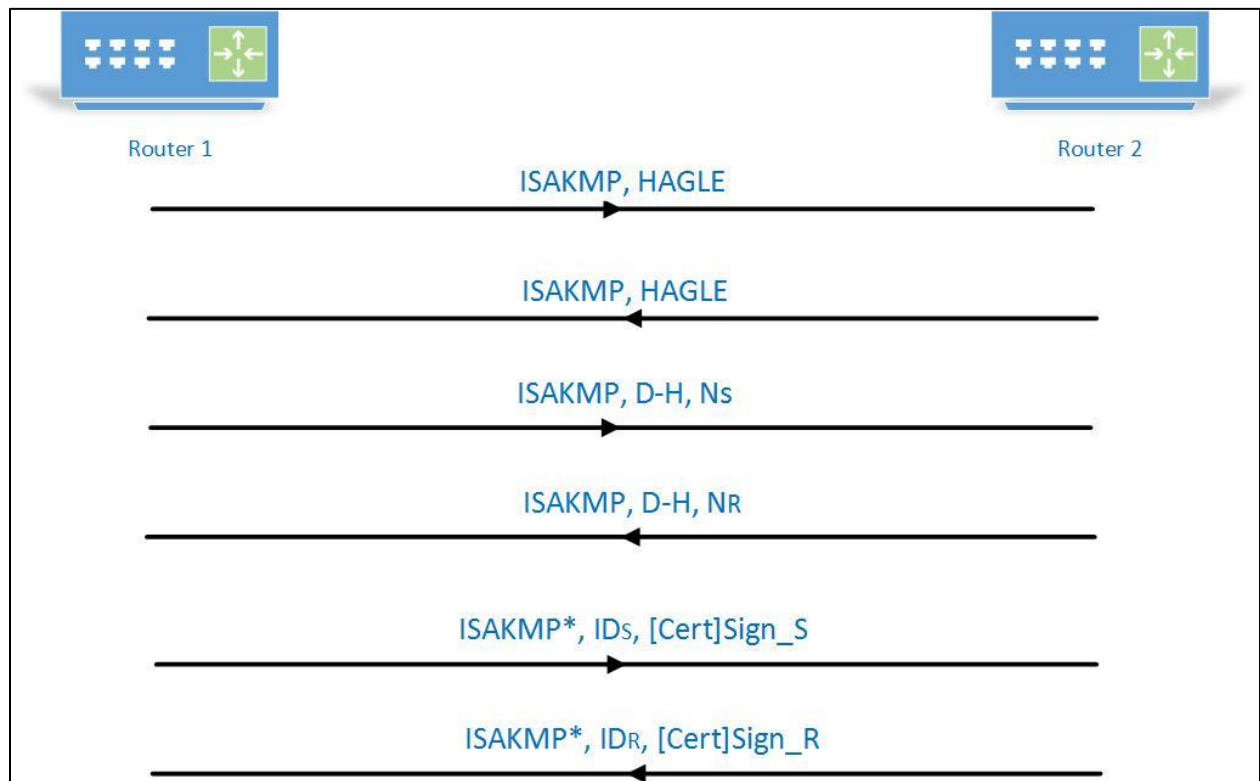 Router 1
Router 2
ISAKMP, HAGLE
ISAKMP, HAGLE
ISAKMP, D-H, Ns
ISAKMP, D-H, NR
ISAKMP*, IDS, [Cert]Sign_S
ISAKMP*, IDR, [Cert]Sign_R